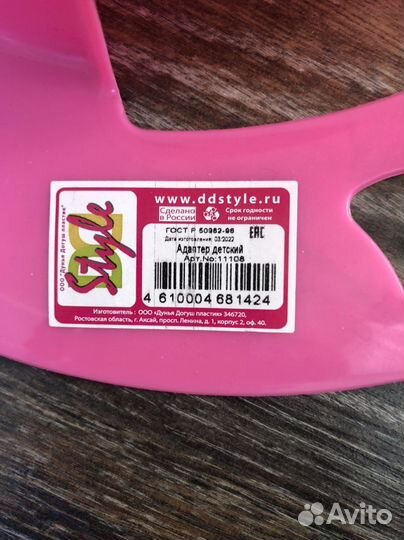 www.ddstyle.ru
Сделано
в России
Срок годности
не ограничен
ГОСТ Р 50962-96
Дата изготовления: 03/2022
EAC
Адаптер детский
Арт.No:11108
4 610004 681424
Style
ООО "Дунья Догуш пластик"
Изготовитель: ООО «Дунья Догуш пластик» 346720,
Ростовская область, г. Аксай, просп. Ленина, д. 1, корпус 2, оф. 40.
Avito